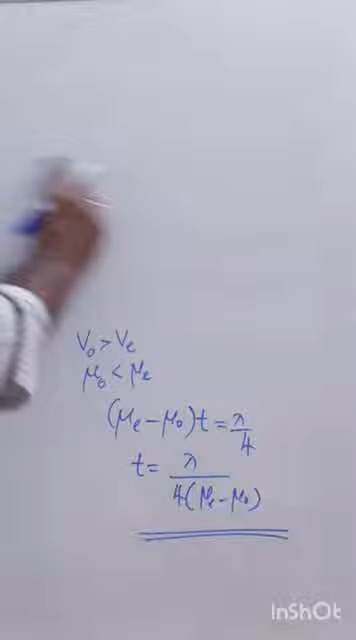 V₀ > Vₑ
μ₀ < μₑ
(μₑ − μ₀)t = λ/4
t = λ/4(μₑ − μ₀)
InShOt